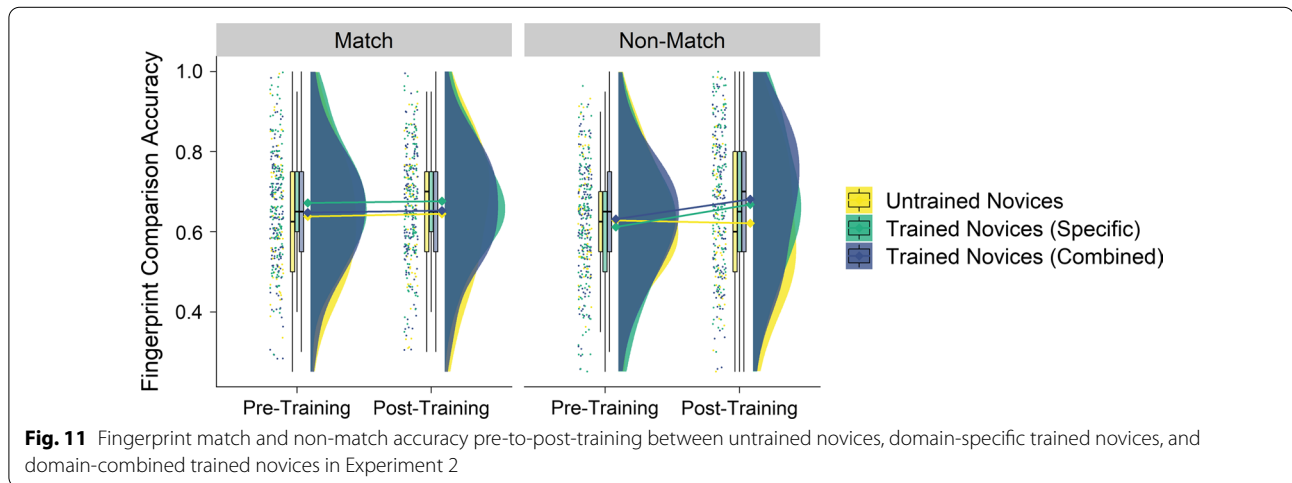 Match
Non-Match
Fingerprint Comparison Accuracy
1.0
0.8
0.6
0.4
Pre-Training
Post-Training
Pre-Training
Post-Training
Untrained Novices
Trained Novices (Specific)
Trained Novices (Combined)
Fig. 11 Fingerprint match and non-match accuracy pre-to-post-training between untrained novices, domain-specific trained novices, and
domain-combined trained novices in Experiment 2